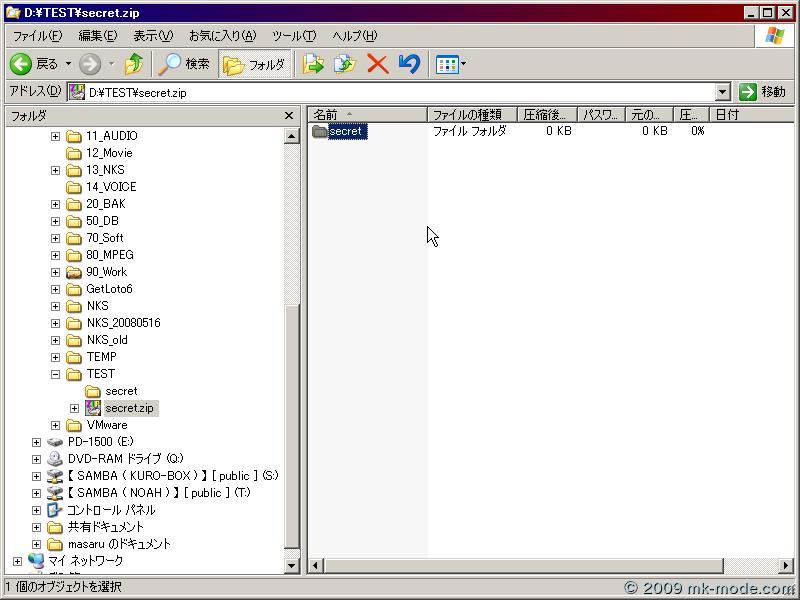 D:¥TEST¥secret.zip
ファイル(F) 編集(E) 表示(V) お気に入り(A) ツール(T) ヘルプ(H)
戻る 検索 フォルダ
アドレス(D) D:¥TEST¥secret.zip 移動
フォルダ
名前 ファイルの種類 圧縮後... パスワ... 元の... 圧... 日付
secret ファイル フォルダ 0 KB 0 KB 0%
11_AUDIO
12_Movie
13_NKS
14_VOICE
20_BAK
50_DB
70_Soft
80_MPEG
90_Work
GetLoto6
NKS
NKS_20080516
NKS_old
TEMP
TEST
secret
secret.zip
VMware
PD-1500 (E:)
DVD-RAM ドライブ (Q:)
【 SAMBA ( KURO-BOX ) 】 [ public ] (S:)
【 SAMBA ( NOAH ) 】 [ public ] (T:)
コントロール パネル
共有ドキュメント
masaru のドキュメント
マイ ネットワーク
1 個のオブジェクトを選択
© 2009 mk-mode.com